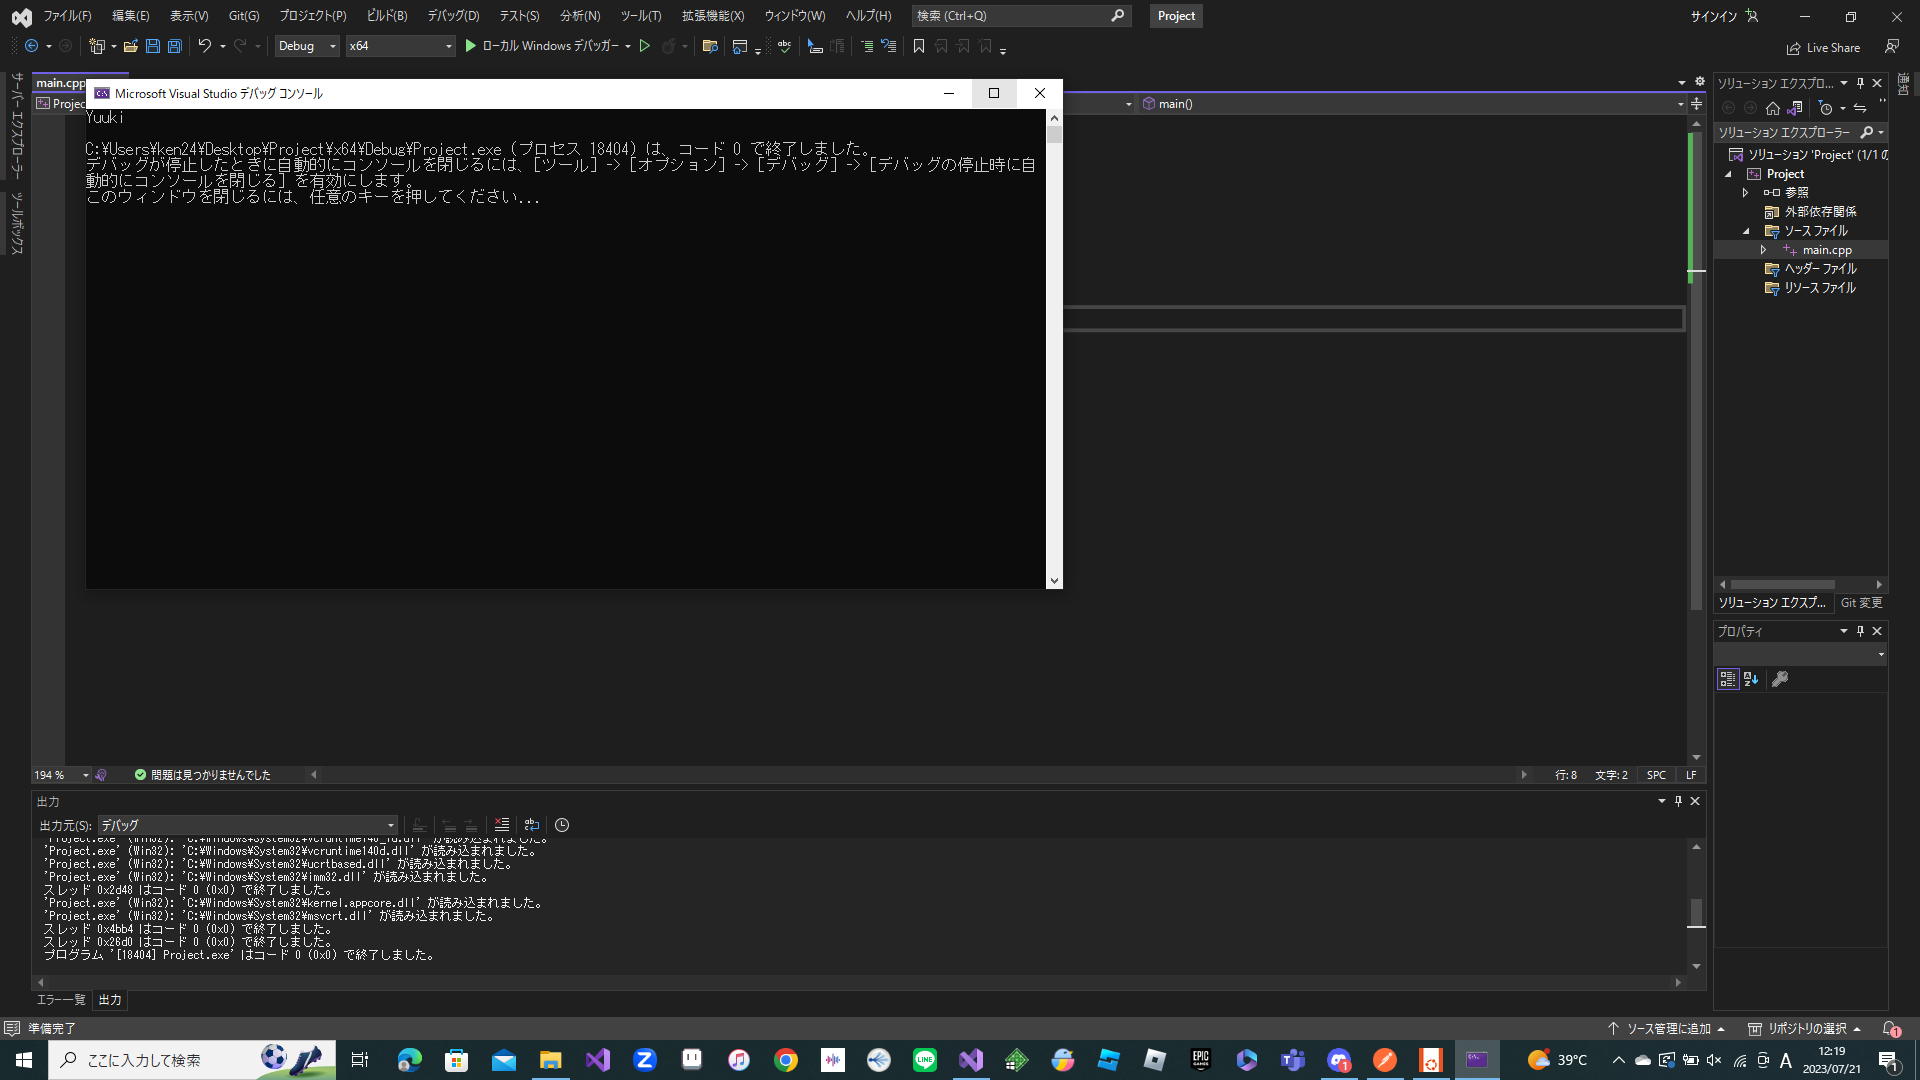 ファイル(F) 編集(E) 表示(V) Git(G) プロジェクト(P) ビルド(B) デバッグ(D) テスト(S) 分析(N) ツール(T) 拡張機能(X) ウィンドウ(W) ヘルプ(H) 検索 (Ctrl+Q) Project サインイン
Debug x64 ローカル Windows デバッガー Live Share
サーバー エクスプローラー
ツールボックス
main.cpp
Microsoft Visual Studio デバッグ コンソール
main()
Yuuki
C:¥Users¥ken24¥Desktop¥Project¥x64¥Debug¥Project.exe (プロセス 18404) は、コード 0 で終了しました。
デバッグが停止したときに自動的にコンソールを閉じるには、[ツール] -> [オプション] -> [デバッグ] -> [デバッグの停止時に自
動的にコンソールを閉じる] を有効にします。
このウィンドウを閉じるには、任意のキーを押してください...
ソリューション エクスプロ...
通知
ソリューション エクスプローラー
ソリューション 'Project' (1/1 の
Project
参照
外部依存関係
ソース ファイル
main.cpp
ヘッダー ファイル
リソース ファイル
ソリューション エクスプ... Git 変更
プロパティ
194 % 問題は見つかりませんでした 行: 8 文字: 2 SPC LF
出力
出力元(S): デバッグ
'Project.exe' (Win32): 'C:¥Windows¥System32¥vcruntime140_1d.dll' が読み込まれました。
'Project.exe' (Win32): 'C:¥Windows¥System32¥vcruntime140d.dll' が読み込まれました。
'Project.exe' (Win32): 'C:¥Windows¥System32¥ucrtbased.dll' が読み込まれました。
'Project.exe' (Win32): 'C:¥Windows¥System32¥imm32.dll' が読み込まれました。
スレッド 0x2d48 はコード 0 (0x0) で終了しました。
'Project.exe' (Win32): 'C:¥Windows¥System32¥kernel.appcore.dll' が読み込まれました。
'Project.exe' (Win32): 'C:¥Windows¥System32¥msvcrt.dll' が読み込まれました。
スレッド 0x4bb4 はコード 0 (0x0) で終了しました。
スレッド 0x26d0 はコード 0 (0x0) で終了しました。
プログラム '[18404] Project.exe' はコード 0 (0x0) で終了しました。
エラー一覧 出力
準備完了 ソース管理に追加 リポジトリの選択 1
ここに入力して検索 39°C A 12:19
2023/07/21